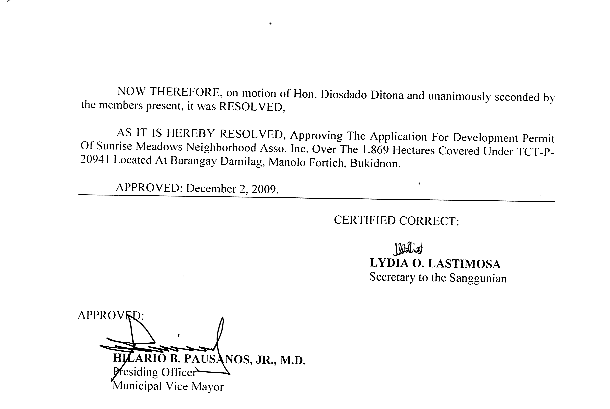 NOW THEREFORE, on motion of Hon. Diosdado Ditona and unanimously seconded by
the members present, it was RESOLVED,
AS IT IS HEREBY RESOLVED, Approving The Application For Development Permit
Of Sunrise Meadows Neighborhood Asso. Inc. Over The 1.869 Hectares Covered Under TCT-P-
20941 Located At Barangay Damilag, Manolo Fortich, Bukidnon.
APPROVED: December 2, 2009.
CERTIFIED CORRECT:
LYDIA O. LASTIMOSA
Secretary to the Sanggunian
APPROVED:
HILARIO B. PAUSANOS, JR., M.D.
Presiding Officer
Municipal Vice Mayor